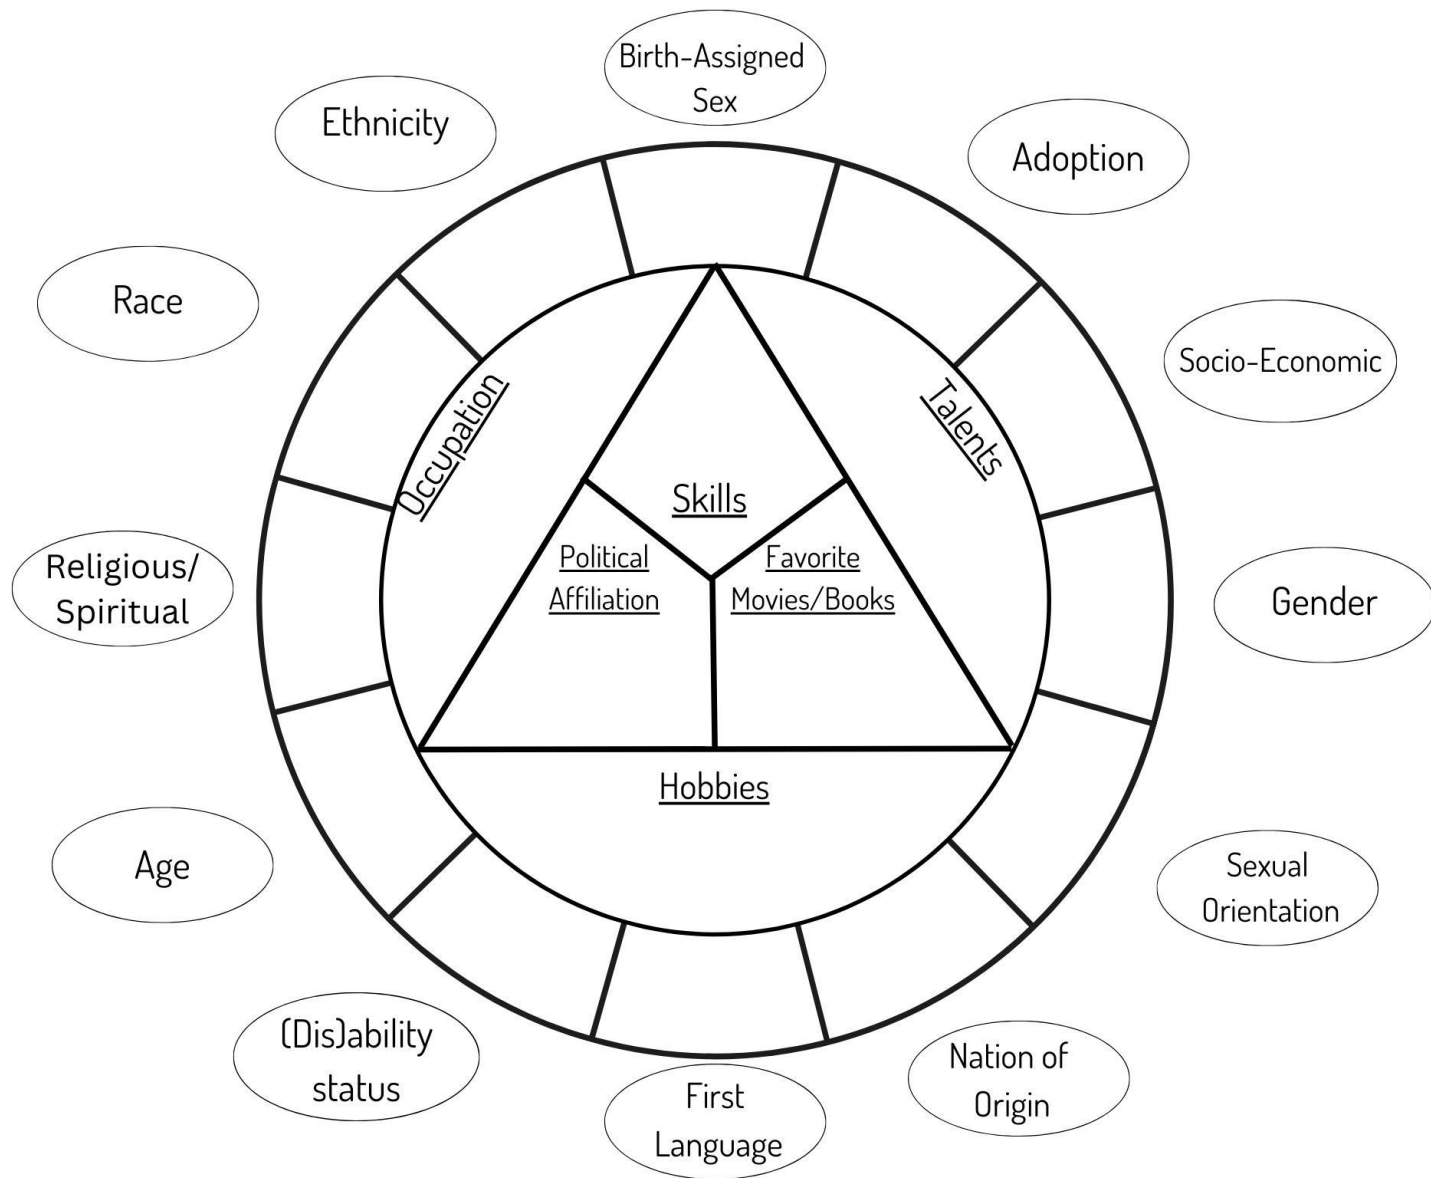 Birth-Assigned
Sex
Ethnicity
Adoption
Race
Socio-Economic
Occupation
Talents
Skills
Political
Affiliation
Favorite
Movies/Books
Religious/
Spiritual
Gender
Hobbies
Age
Sexual
Orientation
(Dis)ability
status
Nation of
Origin
First
Language